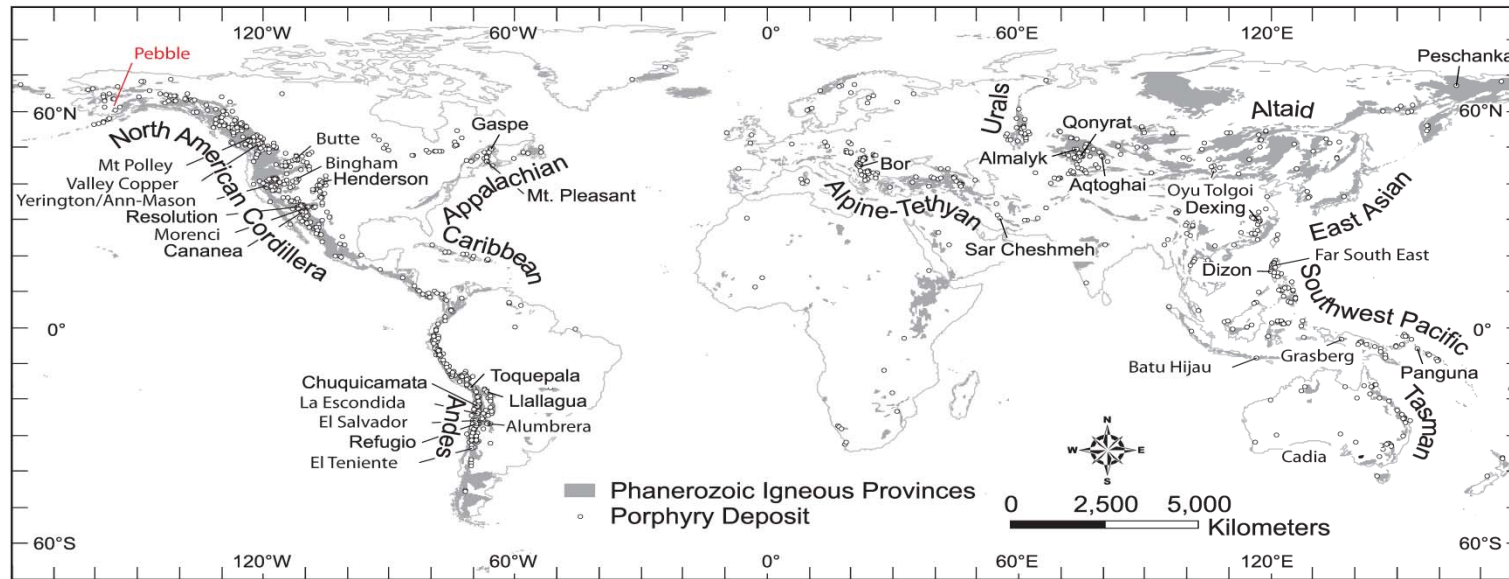 120°W 60°W 0° 60°E 120°E
Pebble
Peschanka
60°N
60°N
Urals
Altaid
North American Cordillera
Butte
Gaspe
Qonyrat
Mt Polley
Bingham
Bor
Almalyk
Valley Copper
Henderson
Appalachian
Mt. Pleasant
Aqtoghai
Oyu Tolgoi
Yerington/Ann-Mason
Alpine-Tethyan
Dexing
East Asian
Resolution
Morenci
Caribbean
Cananea
Sar Cheshmeh
Far South East
Dizon
Southwest Pacific
0°
0°
Grasberg
Batu Hijau
Panguna
Chuquicamata
Toquepala
La Escondida
Llallagua
Andes
El Salvador
Alumbrera
Refugio
El Teniente
Tasman
Cadia
N
W E
S
Phanerozoic Igneous Provinces
Porphyry Deposit
0 2,500 5,000
Kilometers
60°S
60°S
120°W 60°W 0° 60°E 120°E